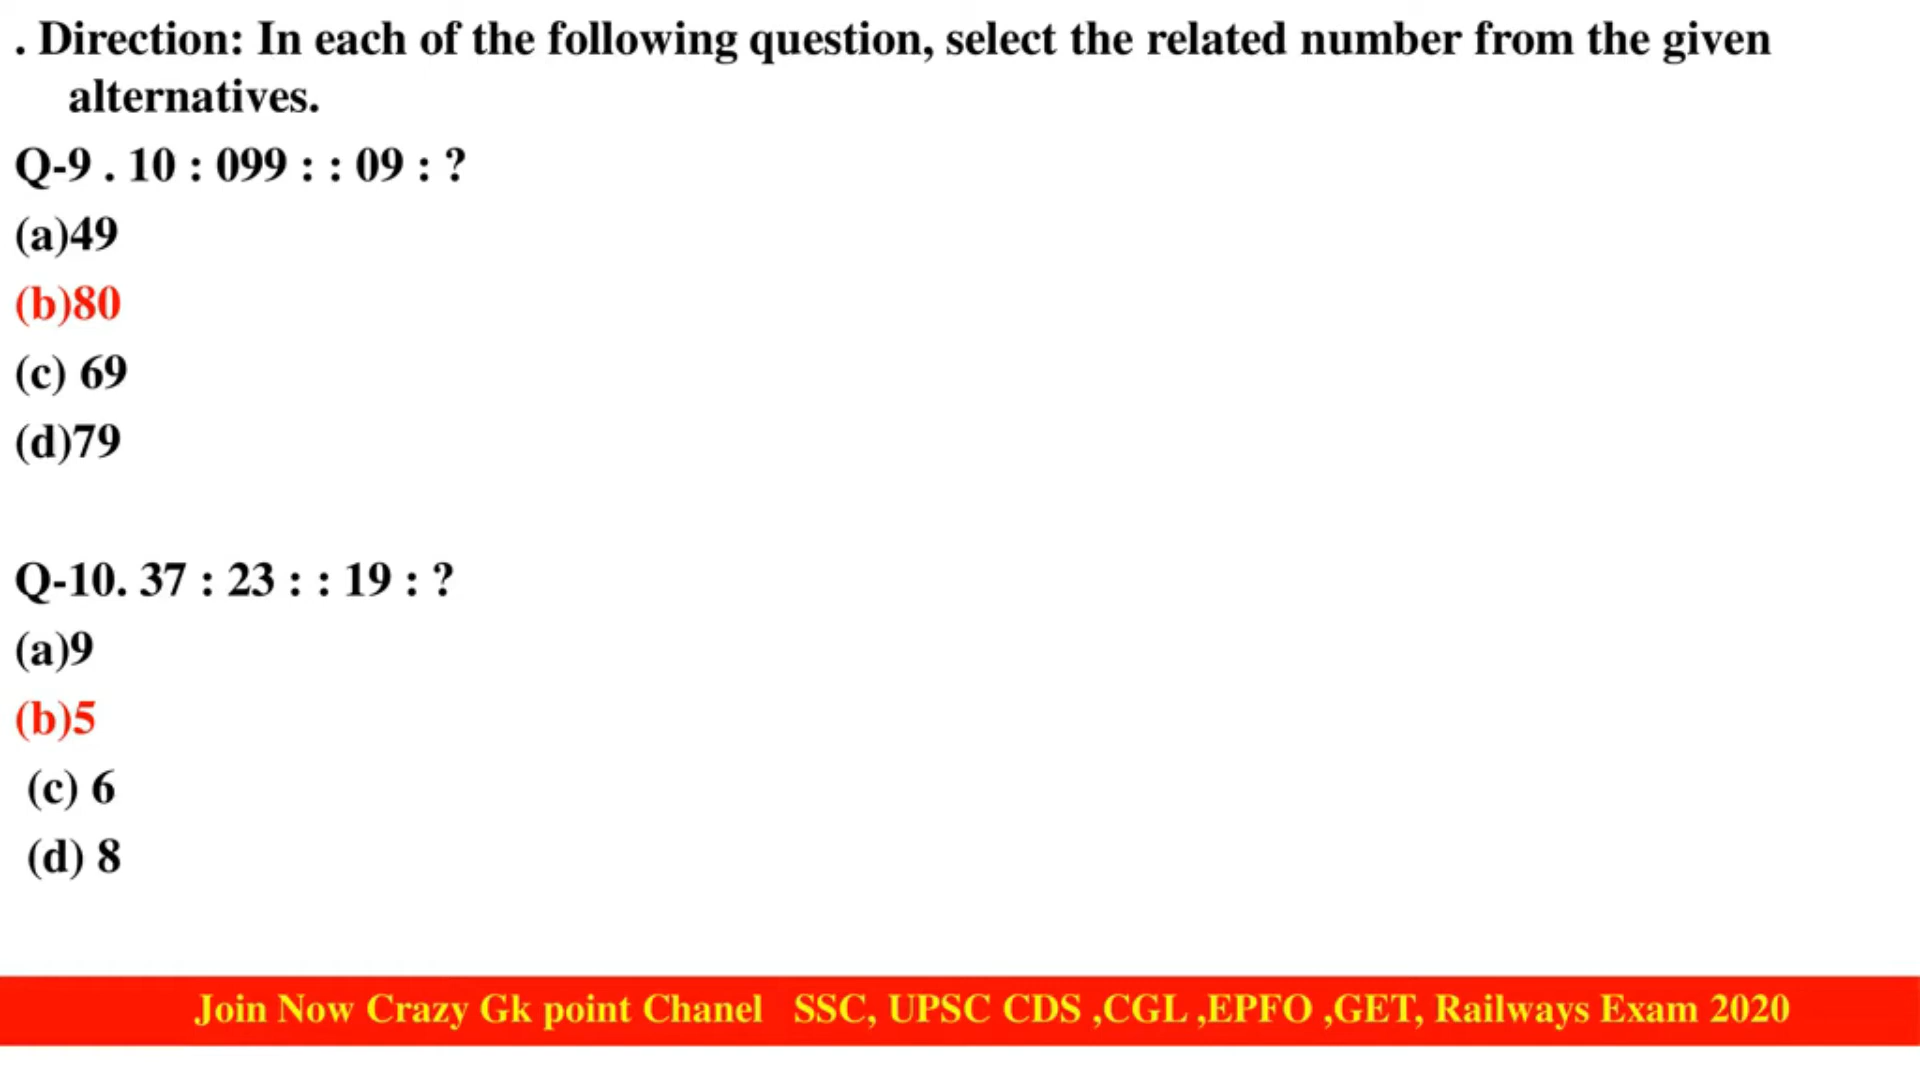 . Direction: In each of the following question, select the related number from the given
alternatives.
Q-9 . 10 : 099 : : 09 : ?
(a)49
(b)80
(c) 69
(d)79
Q-10. 37 : 23 : : 19 : ?
(a)9
(b)5
(c) 6
(d) 8
Join Now Crazy Gk point Chanel SSC, UPSC CDS ,CGL ,EPFO ,GET, Railways Exam 2020